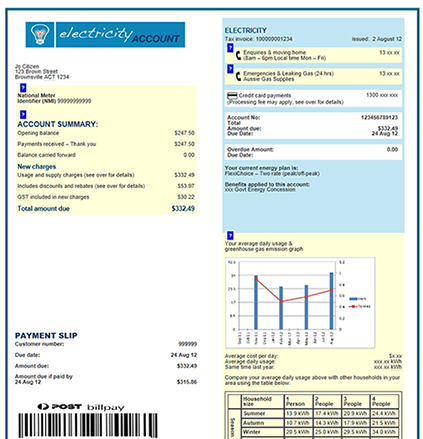 electricity ACCOUNT
Jo Citizen
123 Brown Street
Brownsville ACT 1234
?
National Meter
Identifier (NMI) 99999999999
?
ACCOUNT SUMMARY:
Opening balance $247.50
Payments received – Thank you $247.50
Balance carried forward 0.00
New charges
Usage and supply charges (see over for details) $332.49
Includes discounts and rebates (see over for details) $53.97
GST included in new charges $30.22
Total amount due $332.49
PAYMENT SLIP
Customer number: 999999
Due date: 24 Aug 12
Amount due: $332.49
Amount due if paid by
24 Aug 12 $315.86
POST billpay
ELECTRICITY
Tax invoice: 100000001234 issued: 2 August 12
?
Enquiries & moving home 13 xx xx
(8am – 6pm Local time Mon – Fri)
?
Emergencies & Leaking Gas (24 hrs) 13 xx xx
Aussie Gas Supplies
Credit card payments 1300 xxx xxx
(Processing fee may apply, see over for details)
Account No: 123456789123
Total
Amount due: $332.49
Due Date: 24 Aug 12
Overdue Amount: 0.00
Due Date:
Your current energy plan is:
FlexiChoice – Two rate (peak/off-peak)
Benefits applied to this account:
xxx Govt Energy Concession
?
Your average daily usage &
greenhouse gas emission graph
Average cost per day: $x.xx
Average daily usage: xxx.xx kWh
Same time last year: xxx.xx kWh
Compare your average daily usage above with other households in your
area using the table below.
Household size 1 Person 2 People 3 People 4 People
Season
Summer 13.9 kWh 17.4 kWh 20.9 kWh 24.4 kWh
Autumn 10.7 kWh 14.3 kWh 17.9 kWh 21.5 kWh
Winter 20.5 kWh 25.0 kWh 29.5 kWh 34.0 kWh